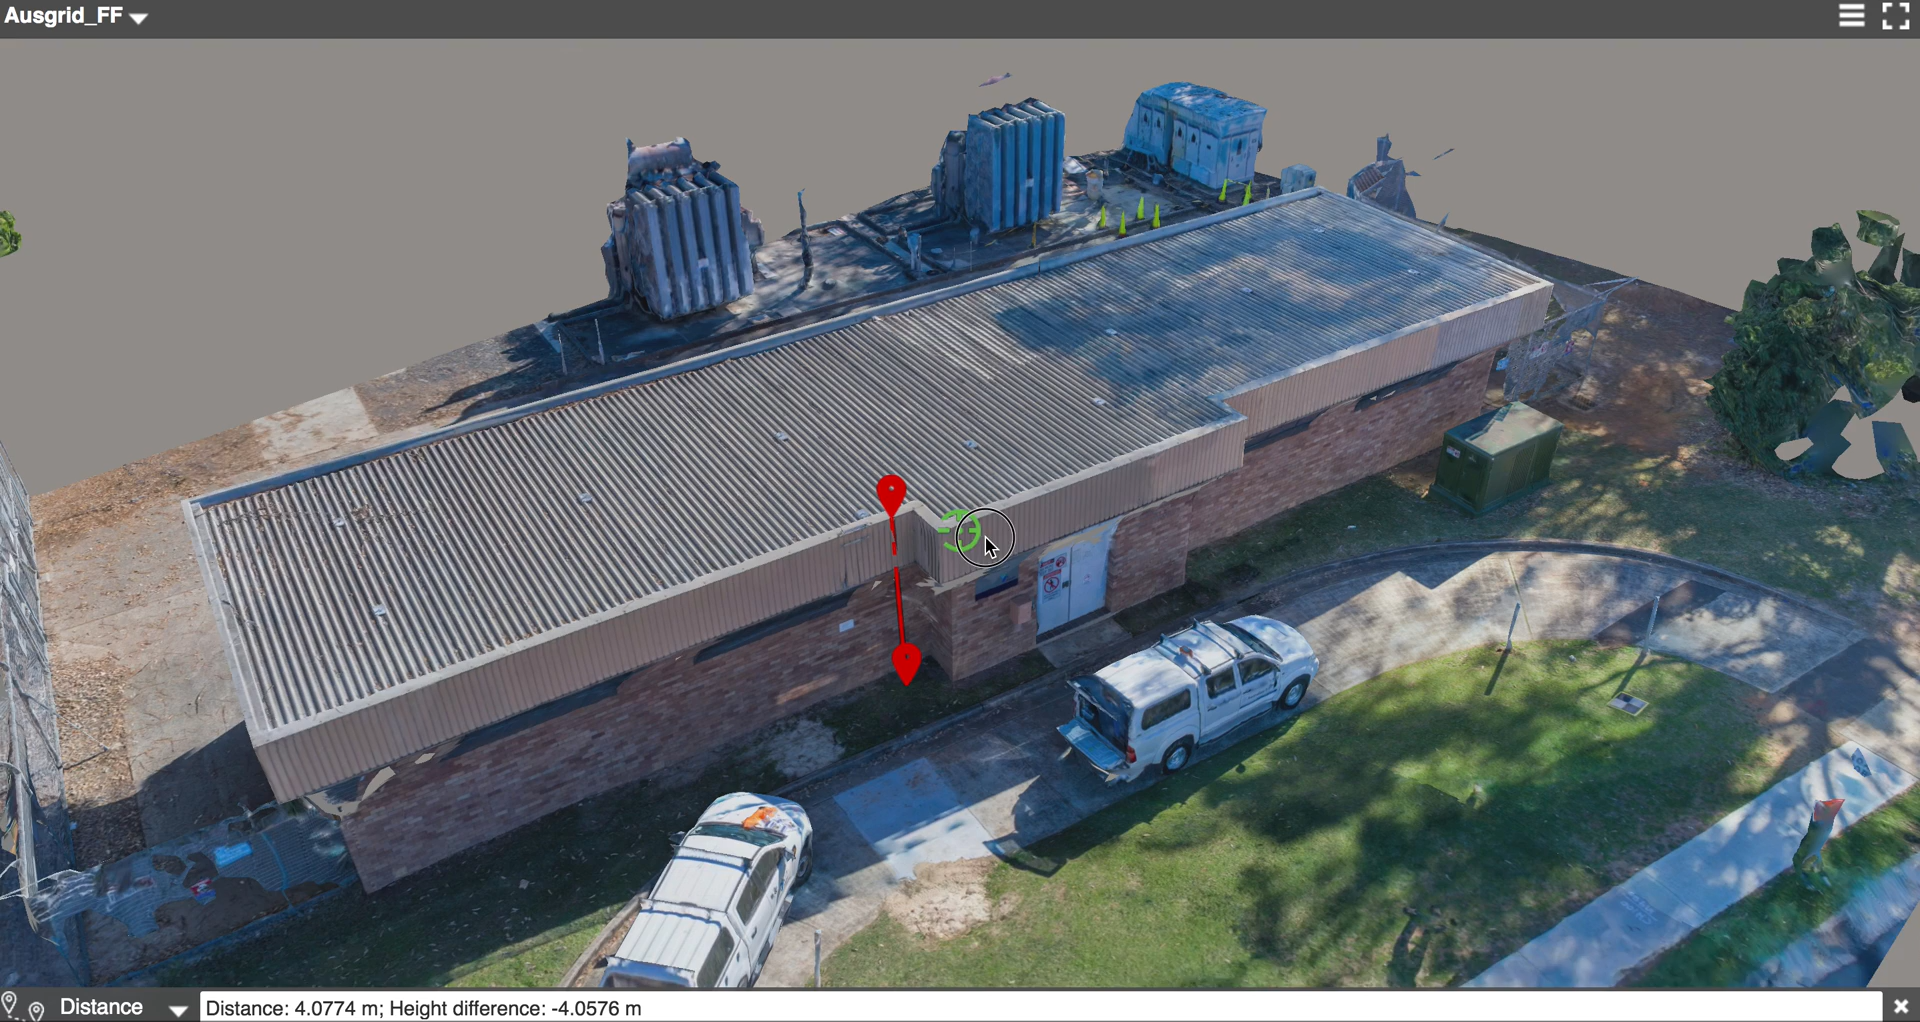 Ausgrid_FF
Distance
Distance: 4.0774 m; Height difference: -4.0576 m